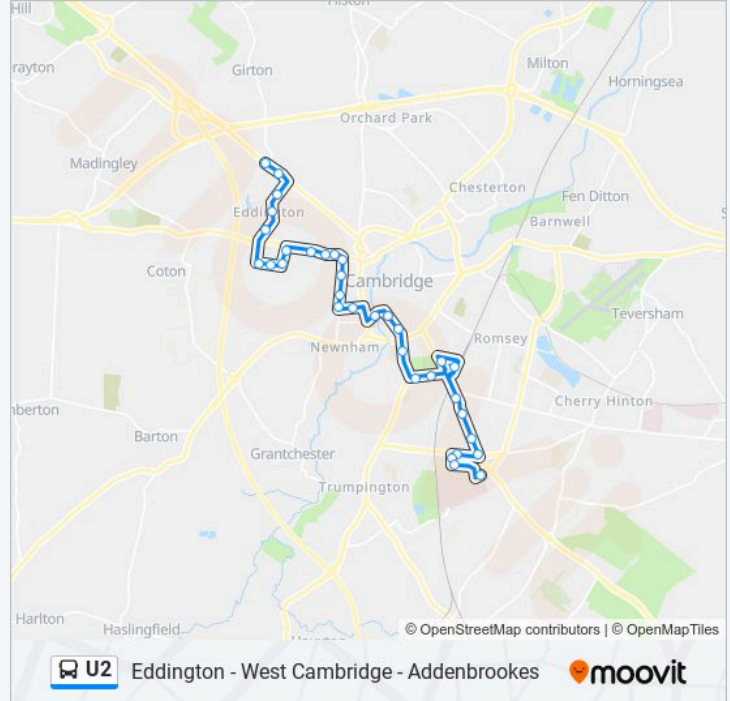 Hill
Histon
Girton
Milton
rayton
Horningsea
Orchard Park
Madingley
Chesterton
Fen Ditton
Eddington
Barnwell
Coton
Cambridge
Teversham
Newnham
Romsey
Cherry Hinton
nberton
Barton
Grantchester
Trumpington
Harlton
Haslingfield
© OpenStreetMap contributors | © OpenMapTiles
U2 Eddington - West Cambridge - Addenbrookes moovit